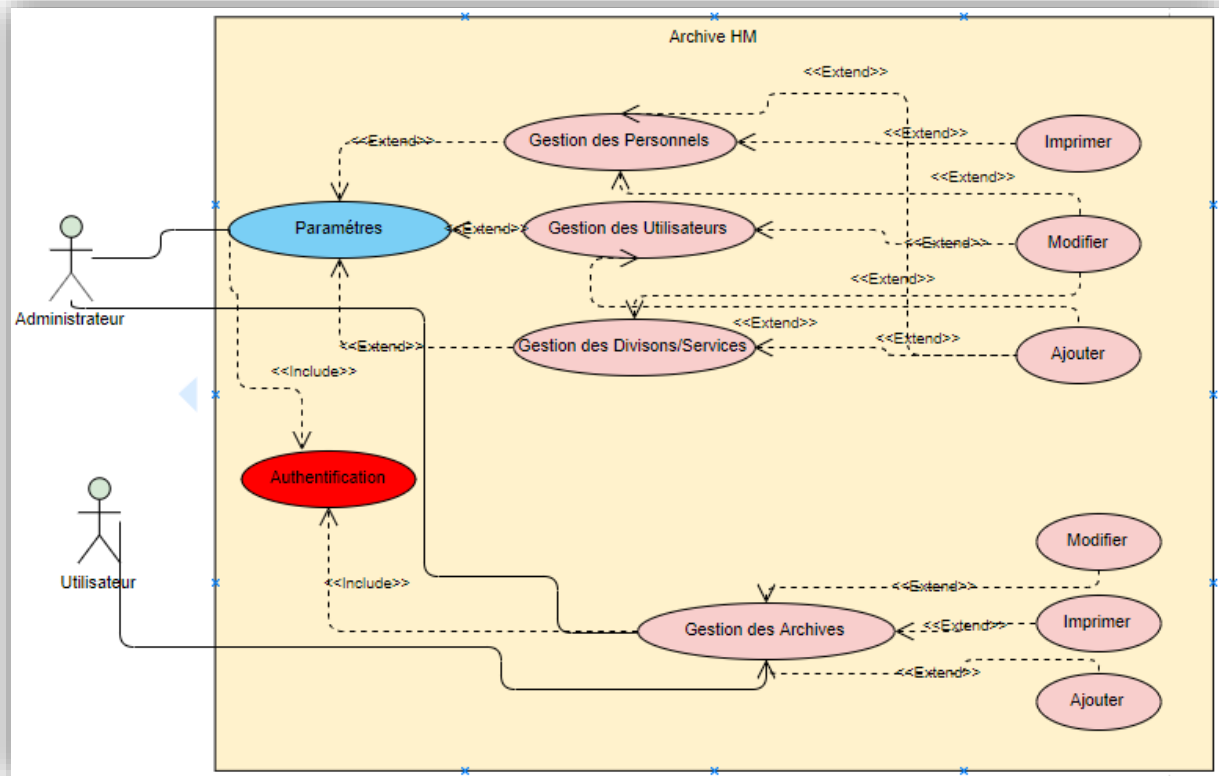 Archive HM
<<Extend>>
Gestion des Personnels
<<Extend>>
<<Extend>>
Imprimer
<<Extend>>
Paramétres
<<Extend>>
Gestion des Utilisateurs
<<Extend>>
Modifier
<<Extend>>
Administrateur
<<Extend>>
<<Extend>>
Gestion des Divisons/Services
<<Extend>>
Ajouter
<<Include>>
Authentification
Modifier
Utilisateur
<<Include>>
<<Extend>>
Gestion des Archives
<<Extend>>
Imprimer
<<Extend>>
Ajouter